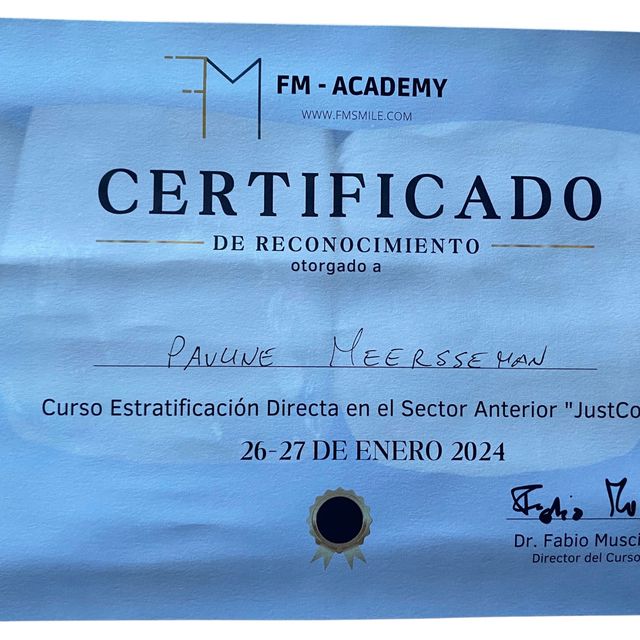 FM
FM - ACADEMY
WWW.FMSMILE.COM
CERTIFICADO
DE RECONOCIMIENTO
otorgado a
PAULINE MEERSSEMAN
Curso Estratificación Directa en el Sector Anterior "JustCo
26-27 DE ENERO 2024
Dr. Fabio Musci
Director del Curso